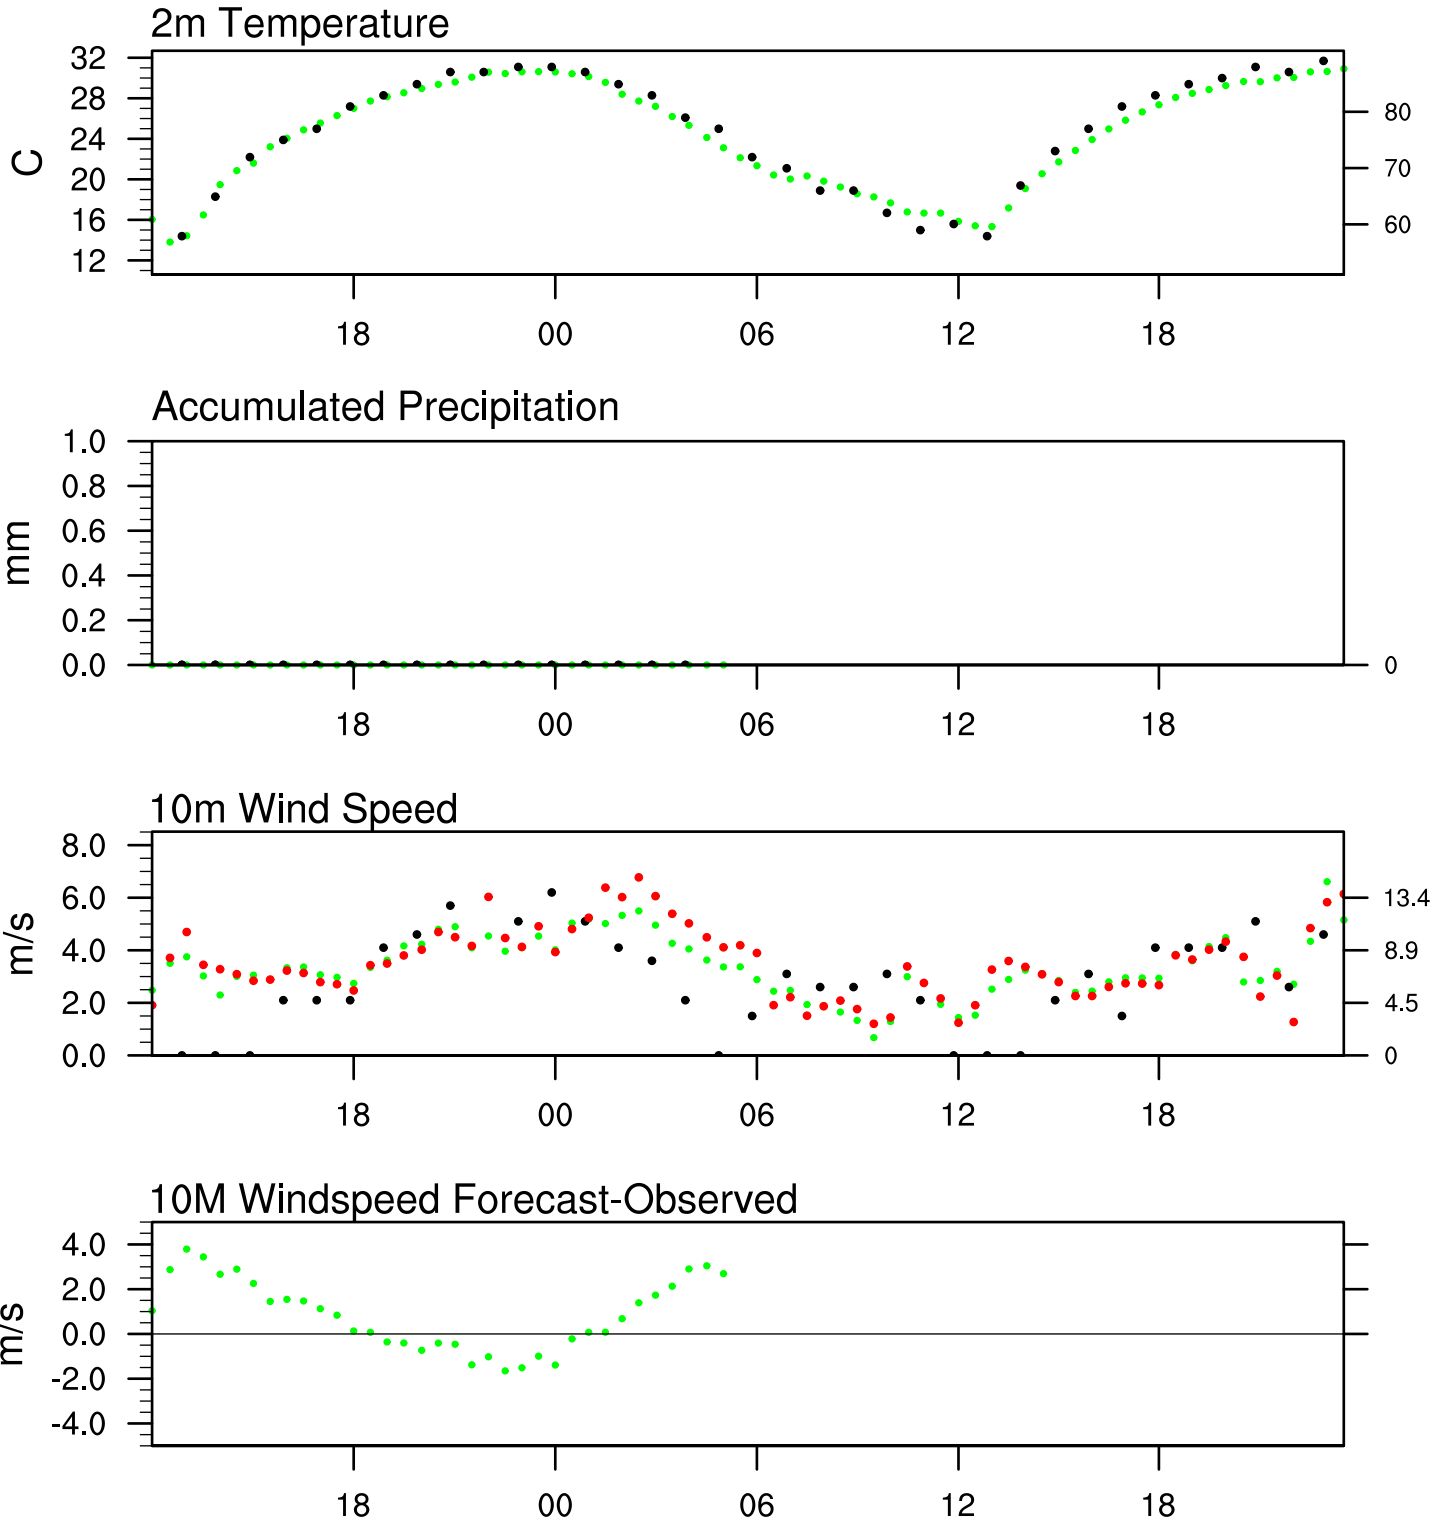 2m Temperature
32
28
24
20
16
12
C
80
70
60
18 00 06 12 18
Accumulated Precipitation
1.0
0.8
0.6
0.4
0.2
0.0
mm
0
18 00 06 12 18
10m Wind Speed
8.0
6.0
4.0
2.0
0.0
m/s
13.4
8.9
4.5
0
18 00 06 12 18
10M Windspeed Forecast-Observed
4.0
2.0
0.0
-2.0
-4.0
m/s
18 00 06 12 18